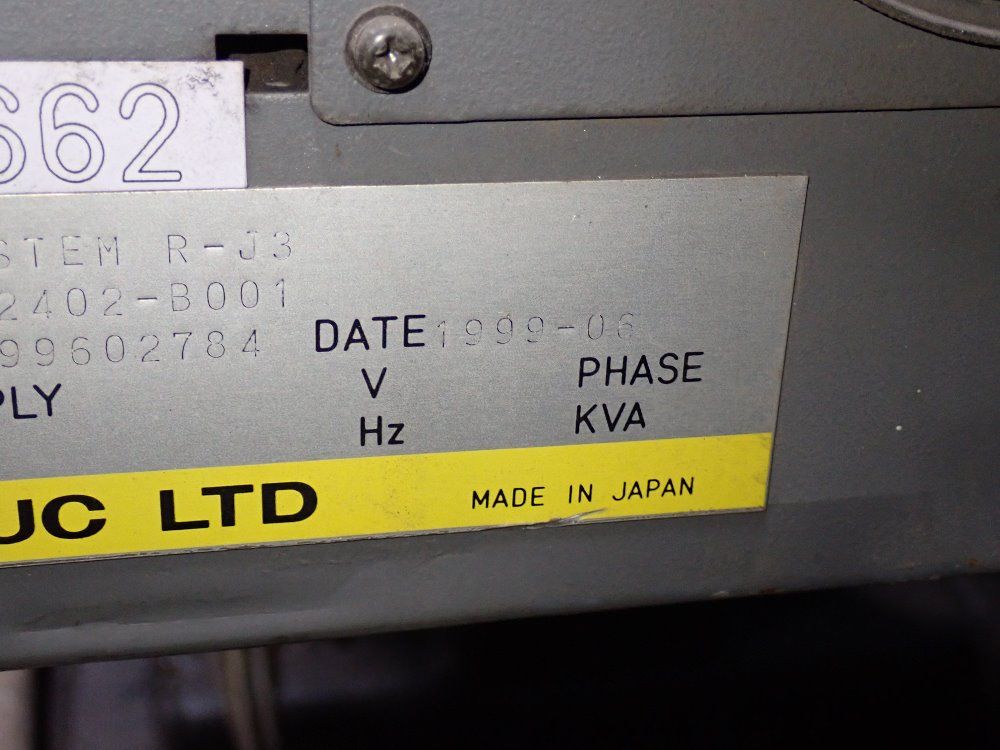 662
STEM R-J3
2402-B001
99602784 DATE 1999-06
PLY V PHASE
Hz KVA
UC LTD MADE IN JAPAN